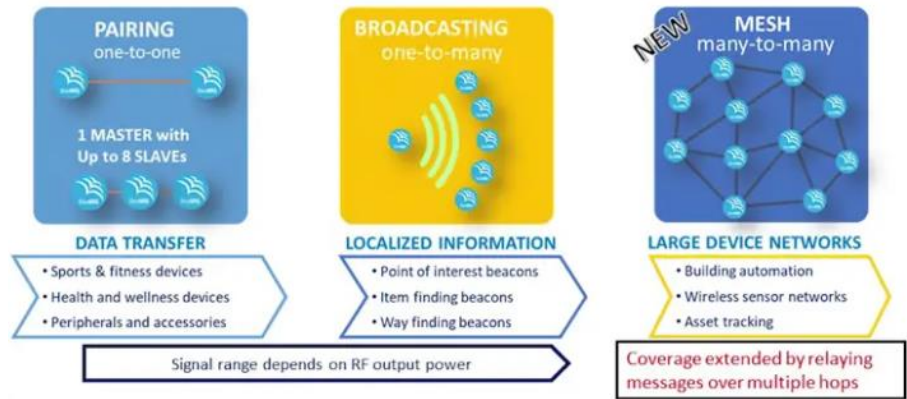 PAIRING
one-to-one
1 MASTER with
Up to 8 SLAVEs
DATA TRANSFER
• Sports & fitness devices
• Health and wellness devices
• Peripherals and accessories
BROADCASTING
one-to-many
LOCALIZED INFORMATION
• Point of interest beacons
• Item finding beacons
• Way finding beacons
NEW
MESH
many-to-many
LARGE DEVICE NETWORKS
• Building automation
• Wireless sensor networks
• Asset tracking
Signal range depends on RF output power
Coverage extended by relaying
messages over multiple hops